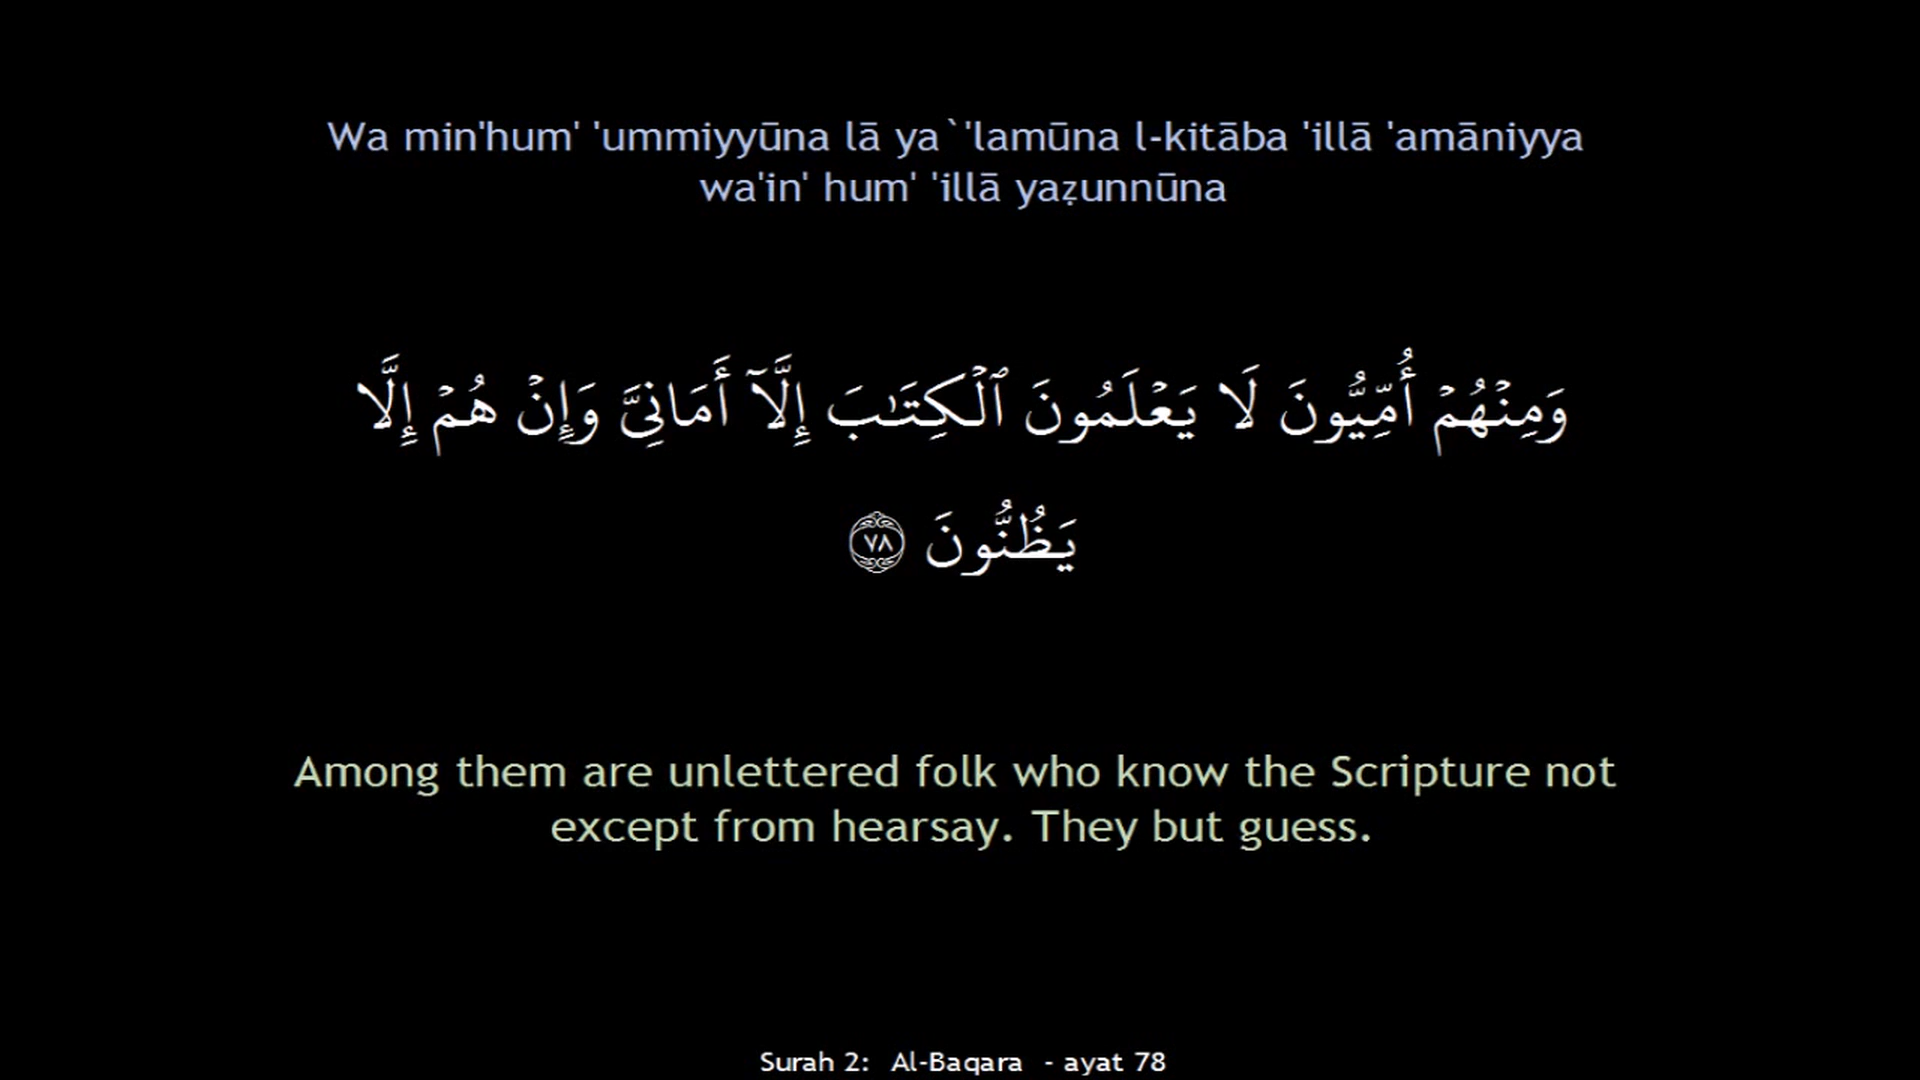 Wa min'hum' 'ummiyyūna lā ya`'lamūna l-kitāba 'illā 'amāniyya
wa'in' hum' 'illā yaẓunnūna
وَمِنْهُمْ أُمِّيُّونَ لَا يَعْلَمُونَ ٱلْكِتَـٰبَ إِلَّآ أَمَانِىَّ وَإِنْ هُمْ إِلَّا
يَظُنُّونَ ٧٨
Among them are unlettered folk who know the Scripture not
except from hearsay. They but guess.
Surah 2: Al-Baqara - ayat 78